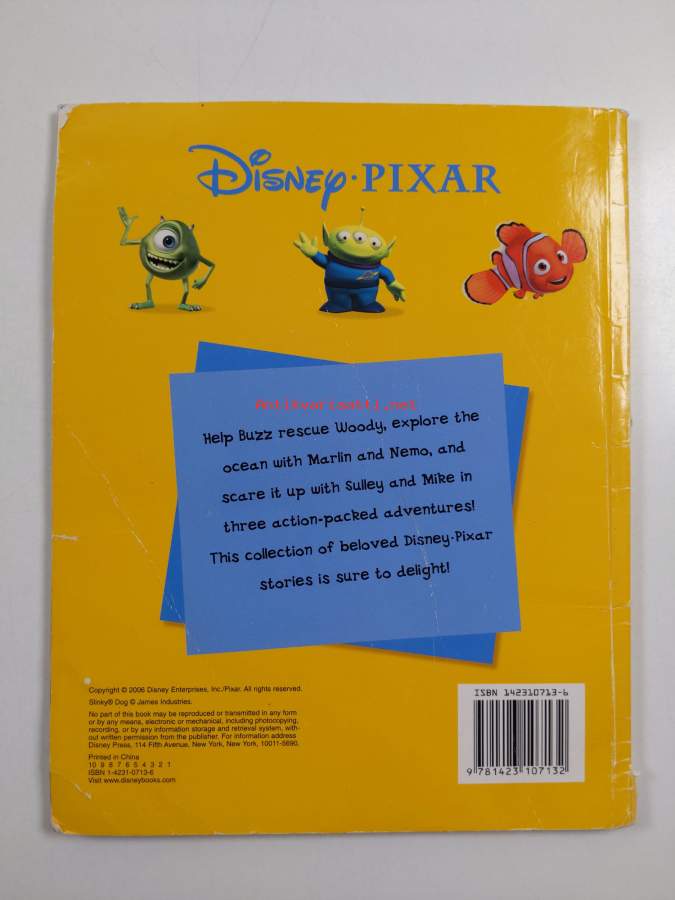 Disney·PIXAR
Antikvariaatti.net
Help Buzz rescue Woody, explore the
ocean with Marlin and Nemo, and
scare it up with Sulley and Mike in
three action-packed adventures!
This collection of beloved Disney·Pixar
stories is sure to delight!
Copyright © 2006 Disney Enterprises, Inc./Pixar. All rights reserved.
Slinky® Dog © James Industries.
No part of this book may be reproduced or transmitted in any form
or by any means, electronic or mechanical, including photocopying,
recording, or by any information storage and retrieval system, with-
out written permission from the publisher. For information address
Disney Press, 114 Fifth Avenue, New York, New York, 10011-5690.
Printed in China
10 9 8 7 6 5 4 3 2 1
ISBN 1-4231-0713-6
Visit www.disneybooks.com
ISBN 142310713-6
9 781423 107132